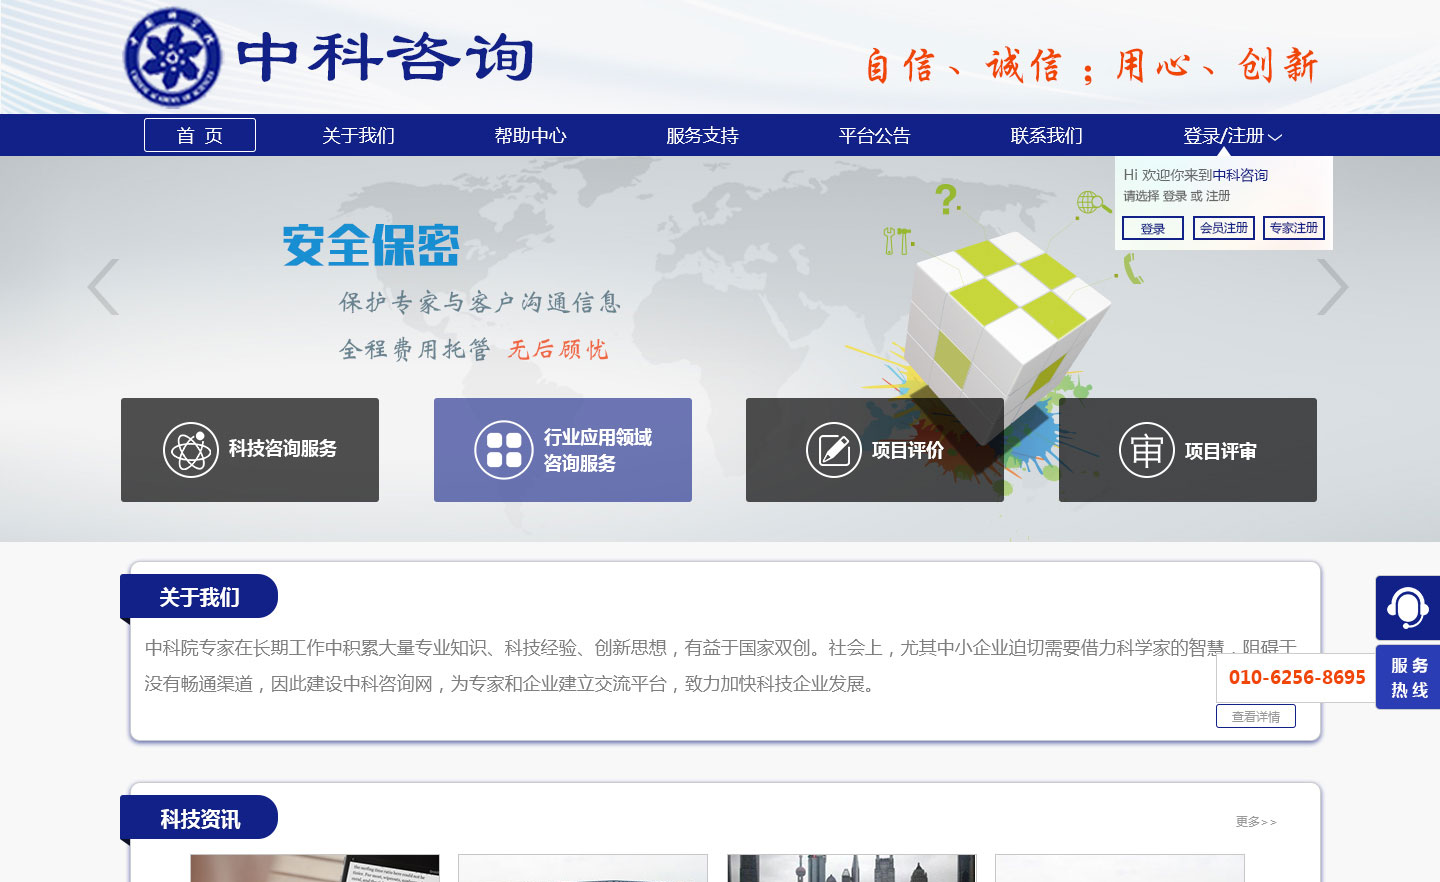 中科咨询
自信、诚信；用心、创新
首 页
关于我们
帮助中心
服务支持
平台公告
联系我们
登录/注册
Hi 欢迎你来到中科咨询
请选择 登录 或 注册
登录
会员注册
专家注册
安全保密
保护专家与客户沟通信息
全程费用托管 无后顾忧
科技咨询服务
行业应用领域
咨询服务
项目评价
审
项目评审
关于我们
中科院专家在长期工作中积累大量专业知识、科技经验、创新思想，有益于国家双创。社会上，尤其中小企业迫切需要借力科学家的智慧，阻碍于
没有畅通渠道，因此建设中科咨询网，为专家和企业建立交流平台，致力加快科技企业发展。
010-6256-8695
服 务
热 线
查看详情
科技资讯
更多>>